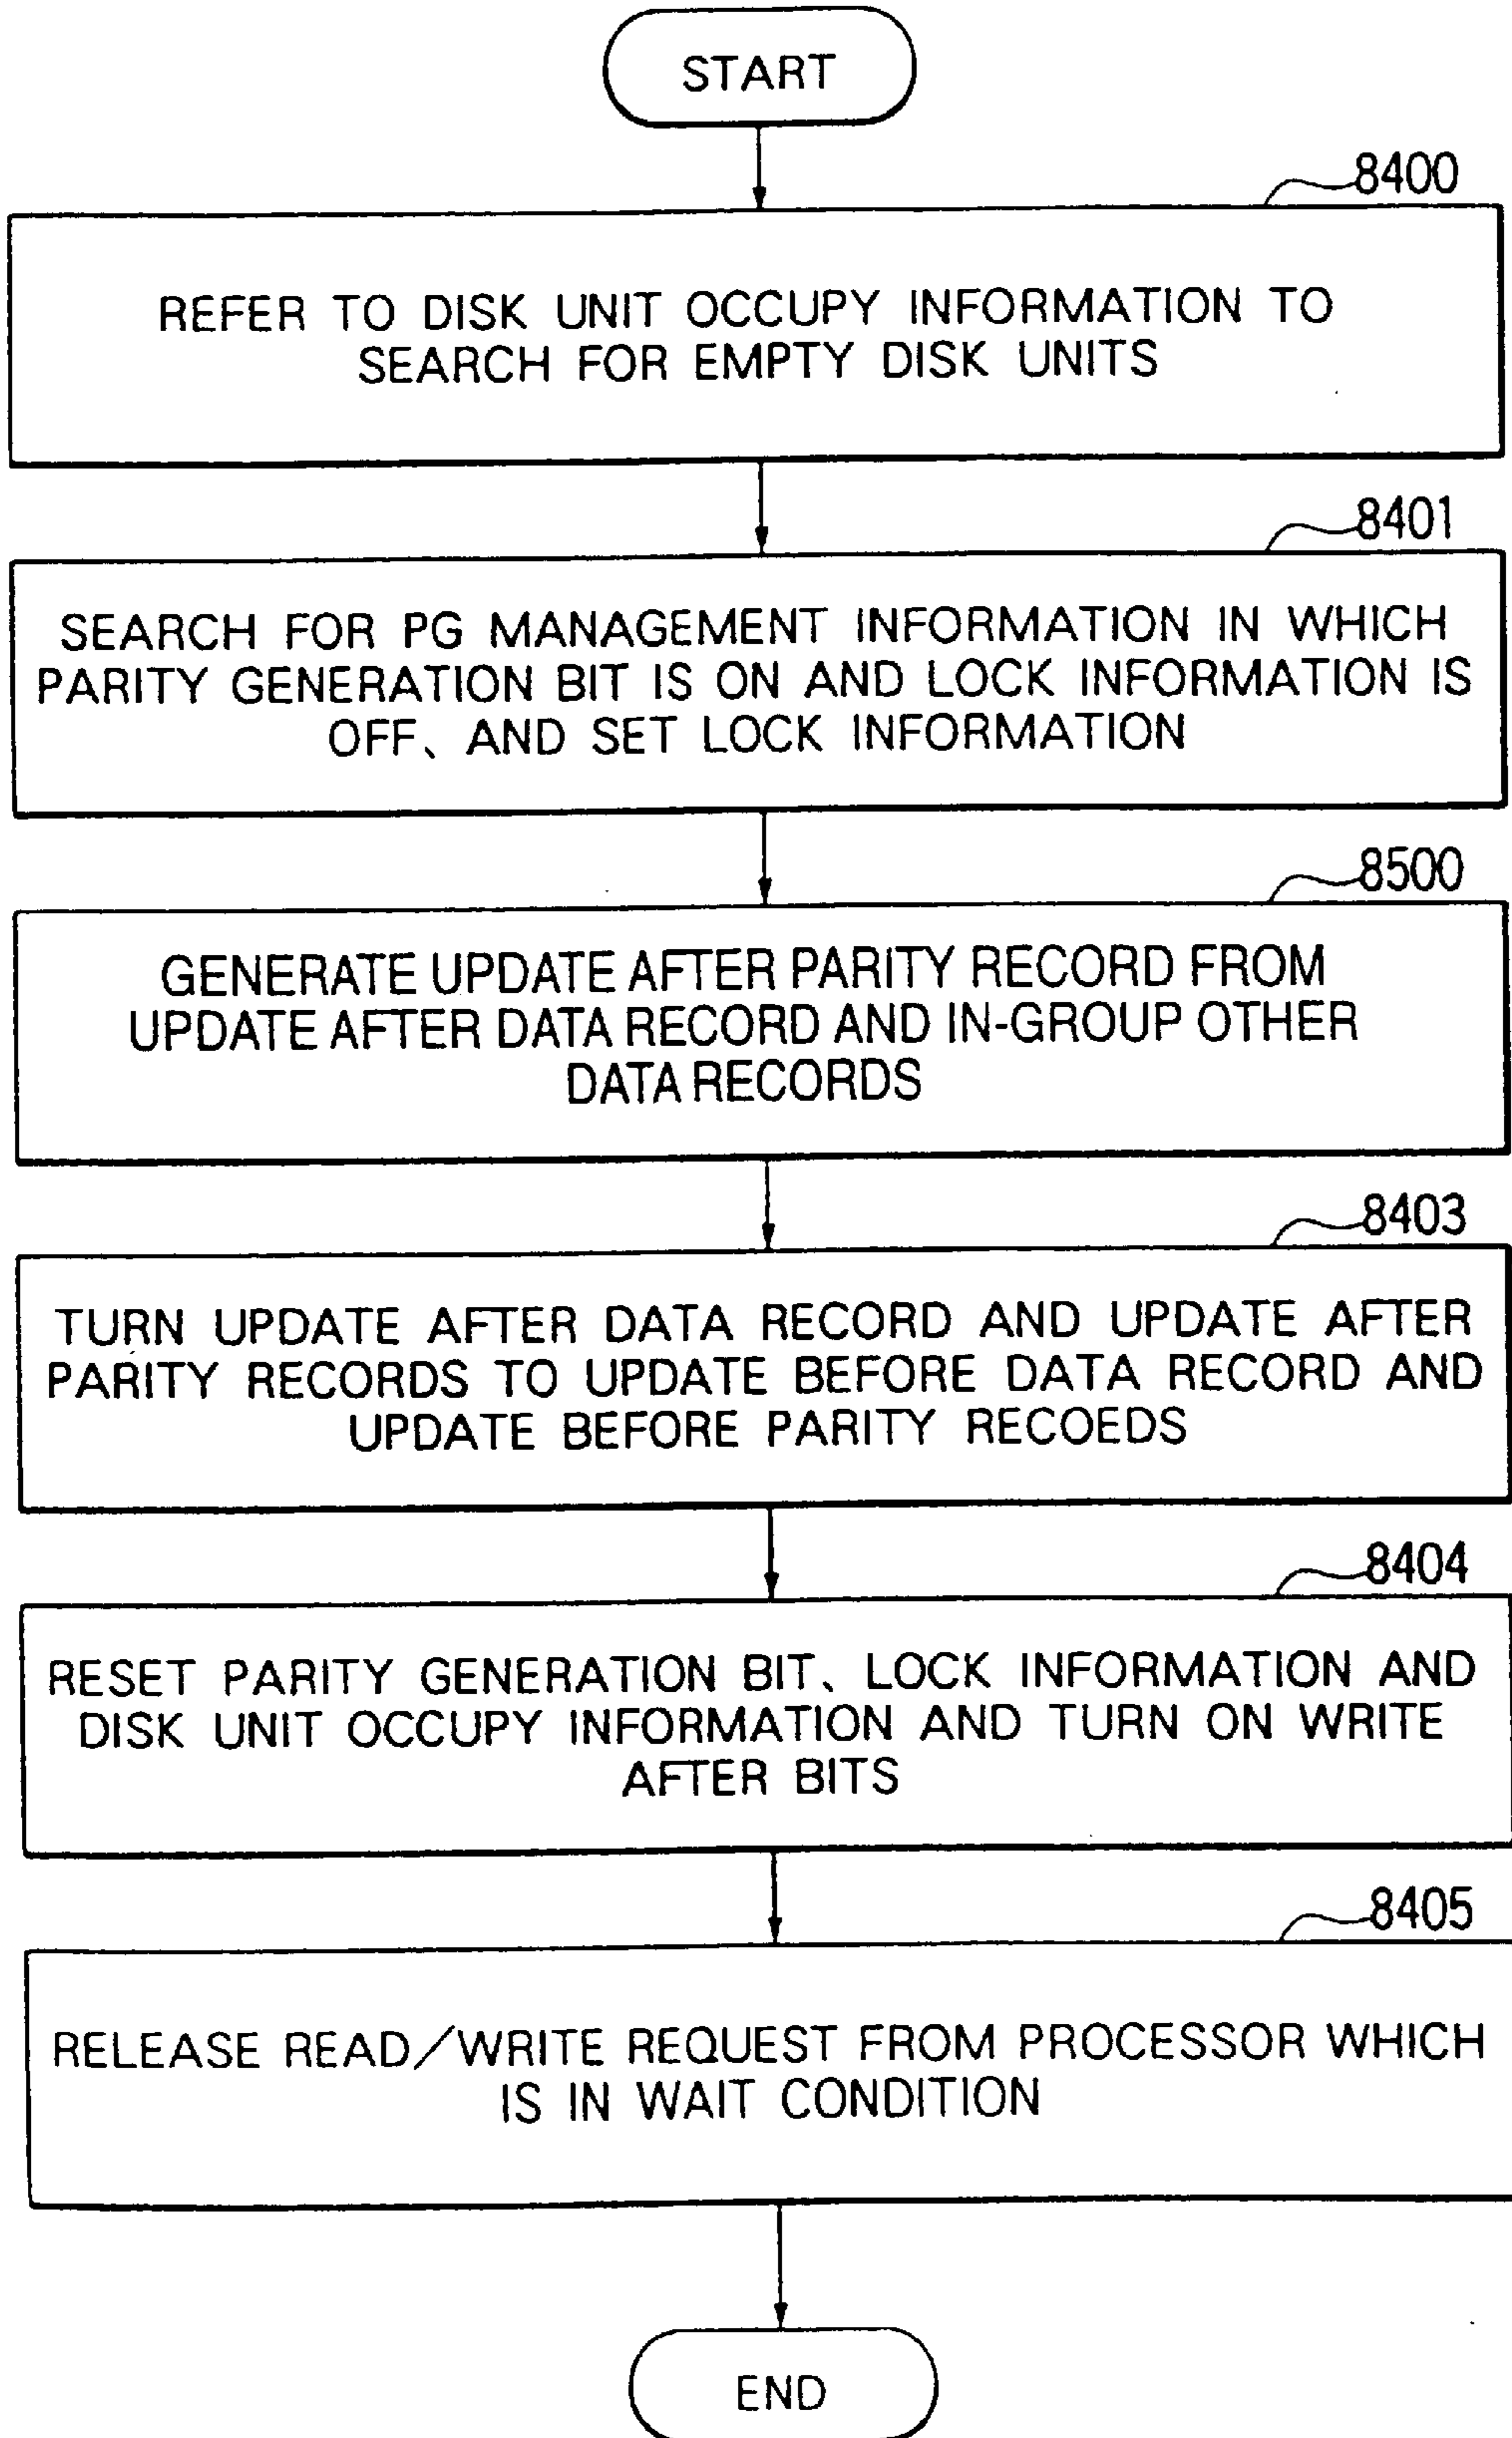 START
8400
REFER TO DISK UNIT OCCUPY INFORMATION TO
SEARCH FOR EMPTY DISK UNITS
8401
SEARCH FOR PG MANAGEMENT INFORMATION IN WHICH
PARITY GENERATION BIT IS ON AND LOCK INFORMATION IS
OFF、AND SET LOCK INFORMATION
8500
GENERATE UPDATE AFTER PARITY RECORD FROM
UPDATE AFTER DATA RECORD AND IN-GROUP OTHER
DATA RECORDS
8403
TURN UPDATE AFTER DATA RECORD AND UPDATE AFTER
PARITY RECORDS TO UPDATE BEFORE DATA RECORD AND
UPDATE BEFORE PARITY RECOEDS
8404
RESET PARITY GENERATION BIT、LOCK INFORMATION AND
DISK UNIT OCCUPY INFORMATION AND TURN ON WRITE
AFTER BITS
8405
RELEASE READ/WRITE REQUEST FROM PROCESSOR WHICH
IS IN WAIT CONDITION
END